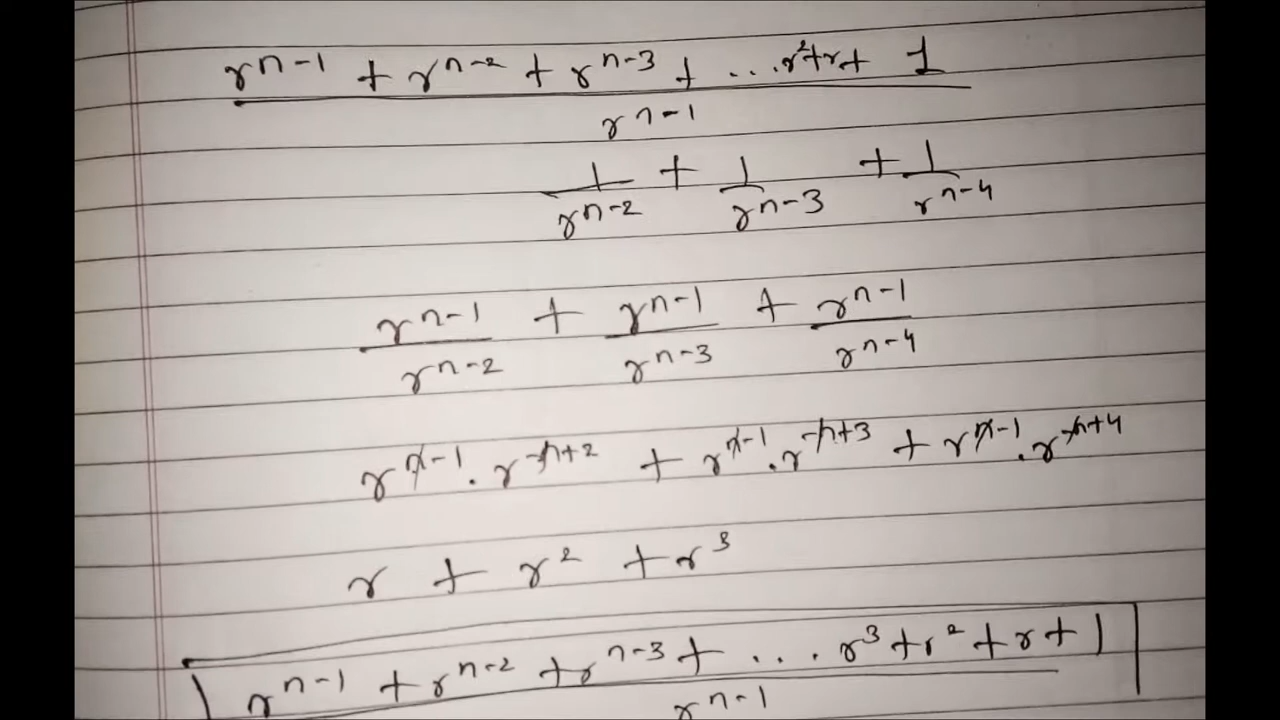 r^{n-1} + r^{n-2} + r^{n-3} + ... r^2 + r + 1
r^{n-1}
1/r^{n-2} + 1/r^{n-3} + 1/r^{n-4}
r^{n-1}/r^{n-2} + r^{n-1}/r^{n-3} + r^{n-1}/r^{n-4}
r^{n-1} . r^{-n+2} + r^{n-1} . r^{-n+3} + r^{n-1} . r^{-n+4}
r + r^2 + r^3
r^{n-1} + r^{n-2} + r^{n-3} + ... r^3 + r^2 + r + 1
r^{n-1}